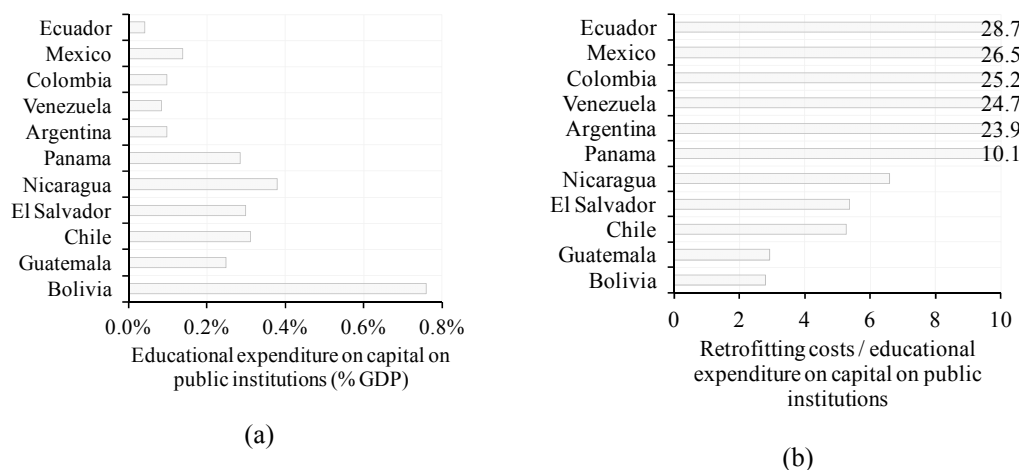 Ecuador
Mexico
Colombia
Venezuela
Argentina
Panama
Nicaragua
El Salvador
Chile
Guatemala
Bolivia
0.0% 0.2% 0.4% 0.6% 0.8%
Educational expenditure on capital on
public institutions (% GDP)
(a)
Ecuador 28.7
Mexico 26.5
Colombia 25.2
Venezuela 24.7
Argentina 23.9
Panama 10.1
Nicaragua
El Salvador
Chile
Guatemala
Bolivia
0 2 4 6 8 10
Retrofitting costs / educational
expenditure on capital on public
institutions
(b)